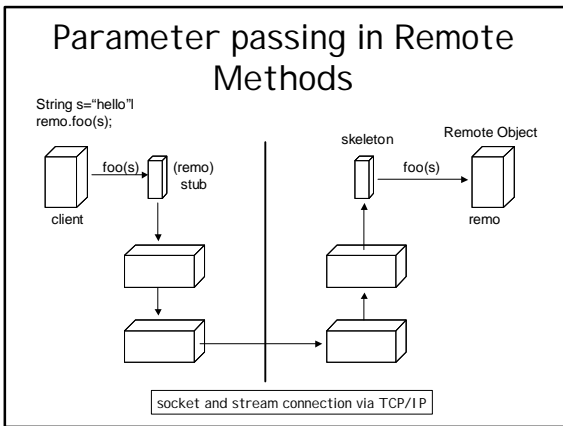 Parameter passing in Remote
Methods
String s=“hello”l
remo.foo(s);
foo(s)
(remo)
stub
client
skeleton
Remote Object
foo(s)
remo
socket and stream connection via TCP/IP